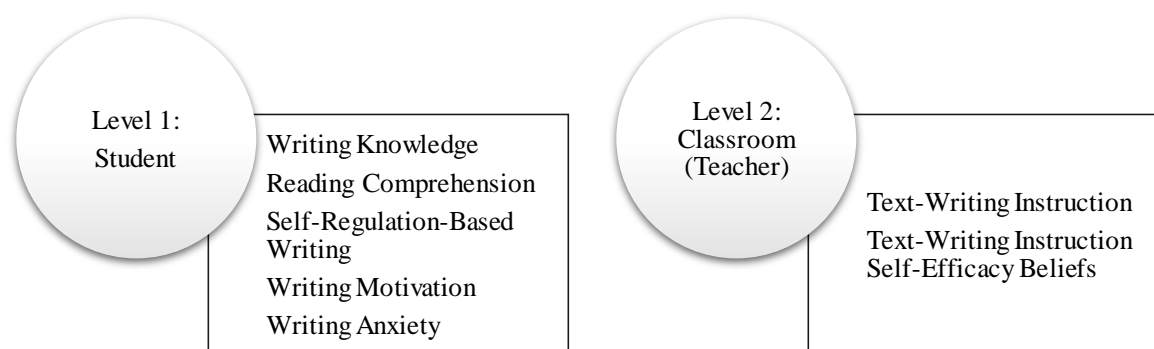 Level 1:
Student
Writing Knowledge
Reading Comprehension
Self-Regulation-Based
Writing
Writing Motivation
Writing Anxiety
Level 2:
Classroom
(Teacher)
Text-Writing Instruction
Text-Writing Instruction
Self-Efficacy Beliefs